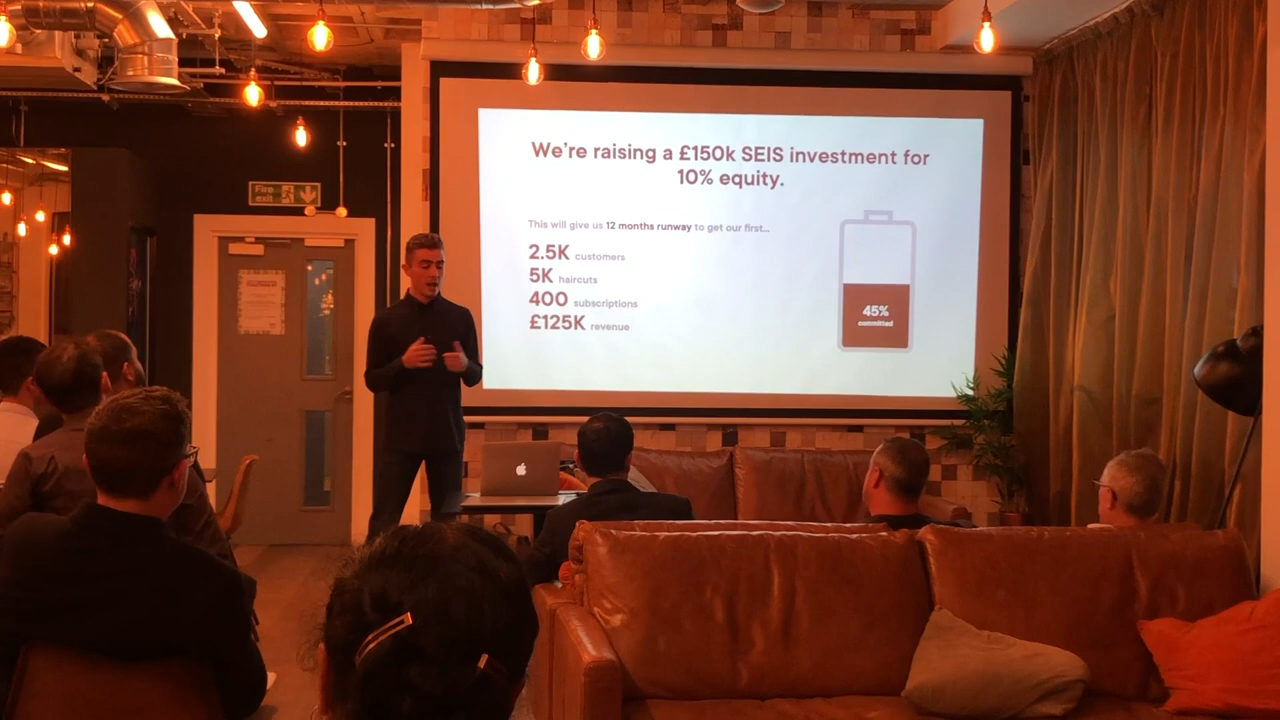 Fire
exit
We're raising a £150k SEIS investment for
10% equity.
This will give us 12 months runway to get our first...
2.5K customers
5K haircuts
400 subscriptions
£125K revenue
45%
committed